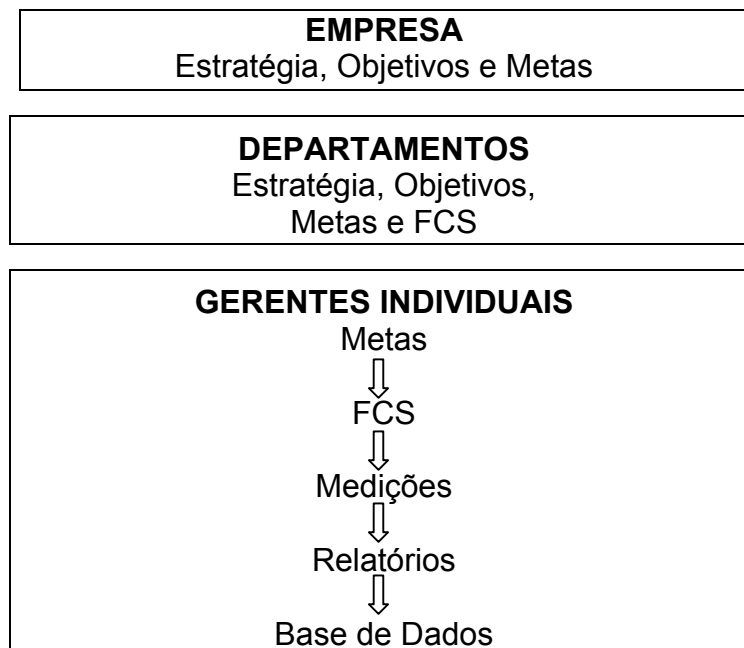 EMPRESA
Estratégia, Objetivos e Metas
DEPARTAMENTOS
Estratégia, Objetivos,
Metas e FCS
GERENTES INDIVIDUAIS
Metas
FCS
Medições
Relatórios
Base de Dados